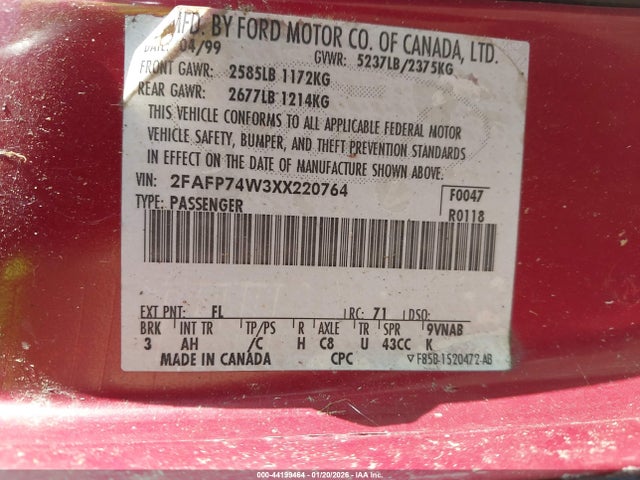 MFD. BY FORD MOTOR CO. OF CANADA, LTD.
DATE: 04/99 GVWR: 5237LB/2375KG
FRONT GAWR: 2585LB 1172KG
REAR GAWR: 2677LB 1214KG
THIS VEHICLE CONFORMS TO ALL APPLICABLE FEDERAL MOTOR
VEHICLE SAFETY, BUMPER, AND THEFT PREVENTION STANDARDS
IN EFFECT ON THE DATE OF MANUFACTURE SHOWN ABOVE.
VIN: 2FAFP74W3XX220764 F0047
TYPE: PASSENGER R0118
EXT PNT: FL RC: 71 DSO:
BRK INT TR TP/PS R AXLE TR SPR 9VNAB
3 AH /C H C8 U 43CC K
MADE IN CANADA CPC ▽F85B-1520472-AB
000-44199464 - 01/20/2026 - IAAI.COM